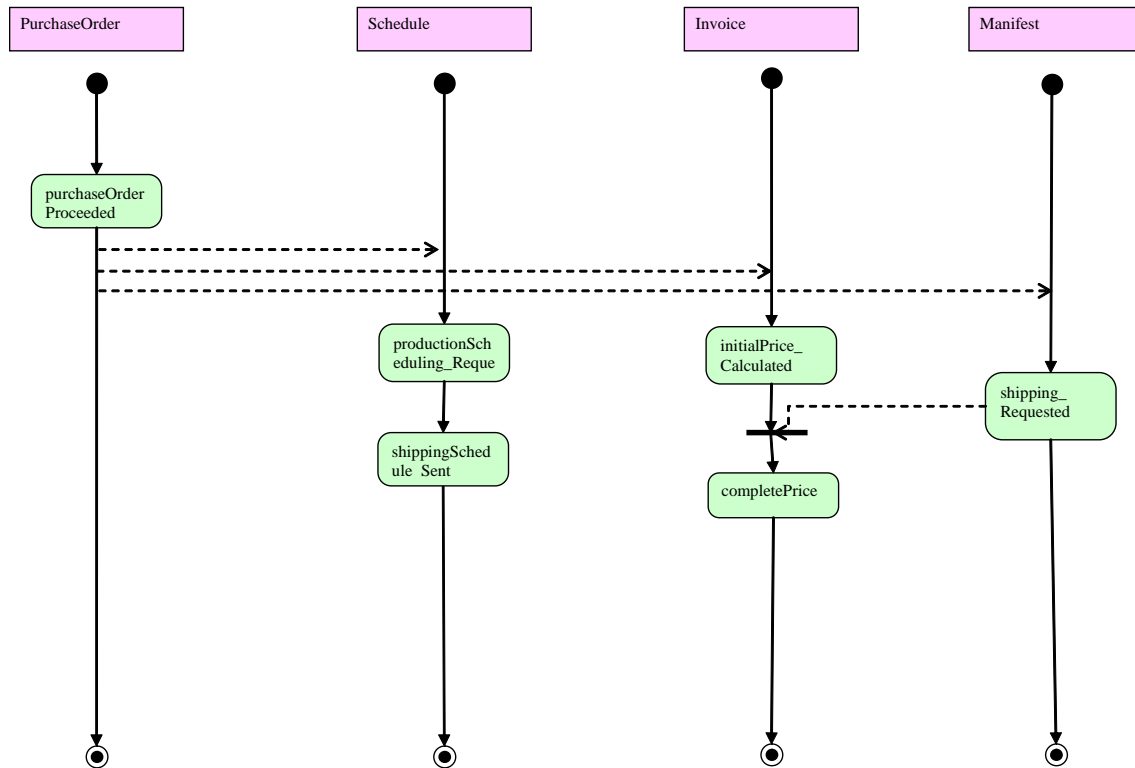 PurchaseOrder
Schedule
Invoice
Manifest
purchaseOrder
Proceeded
productionSch
eduling_Reque
initialPrice_
Calculated
shipping_
Requested
shippingSched
ule Sent
completePrice